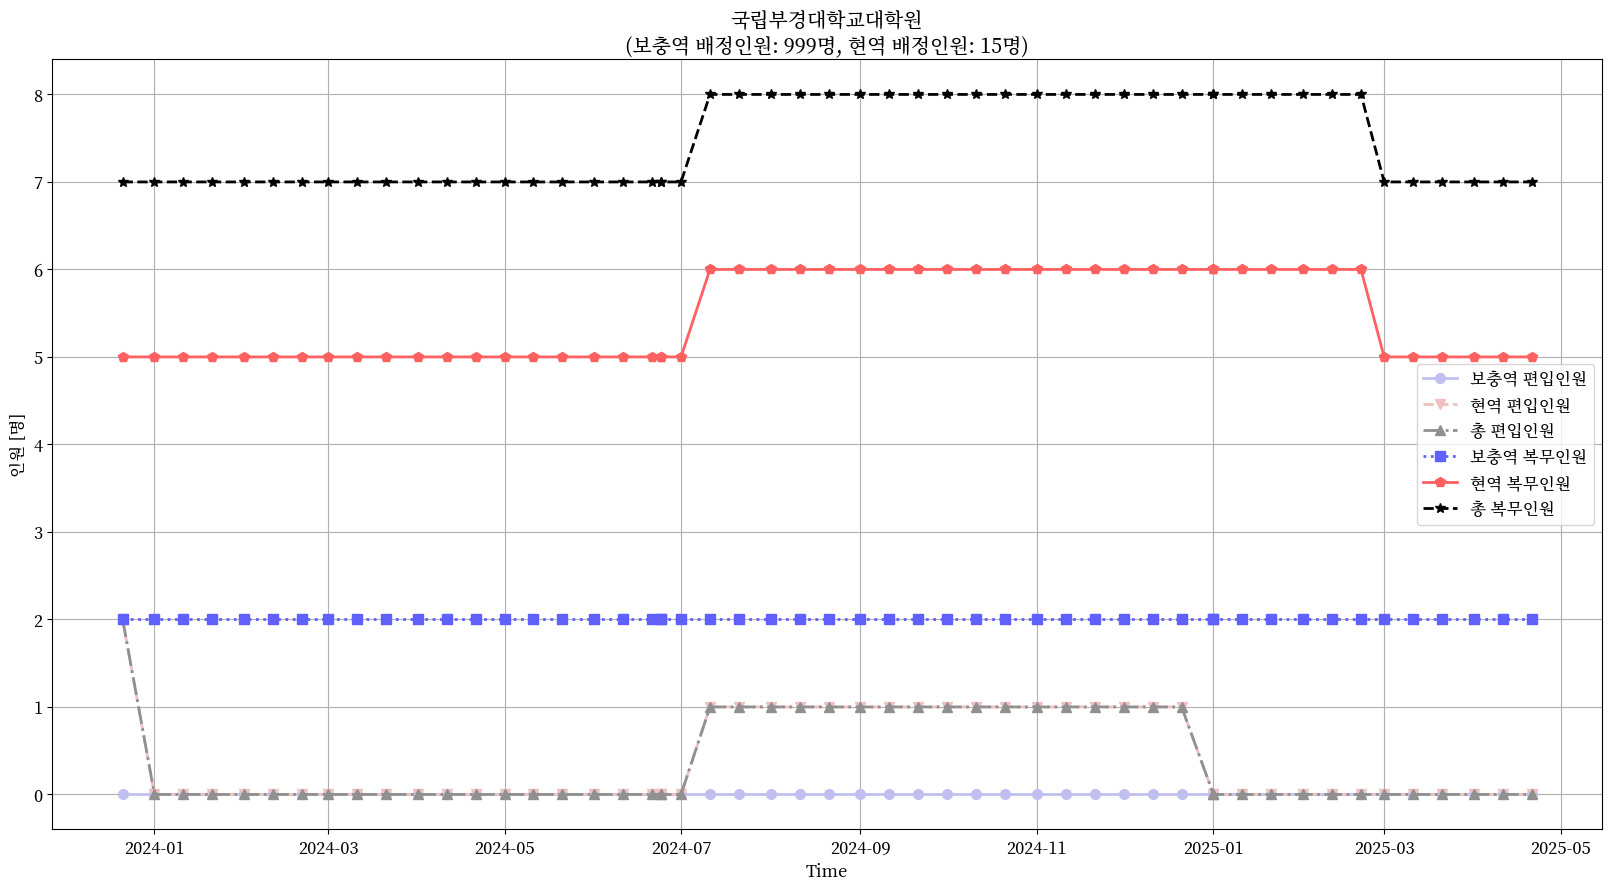 국립부경대학교대학원
(보충역 배정인원: 999명, 현역 배정인원: 15명)
8
7
6
5
4
3
2
1
0
인원 [명]
보충역 편입인원
현역 편입인원
총 편입인원
보충역 복무인원
현역 복무인원
총 복무인원
2024-01
2024-03
2024-05
2024-07
2024-09
2024-11
2025-01
2025-03
2025-05
Time